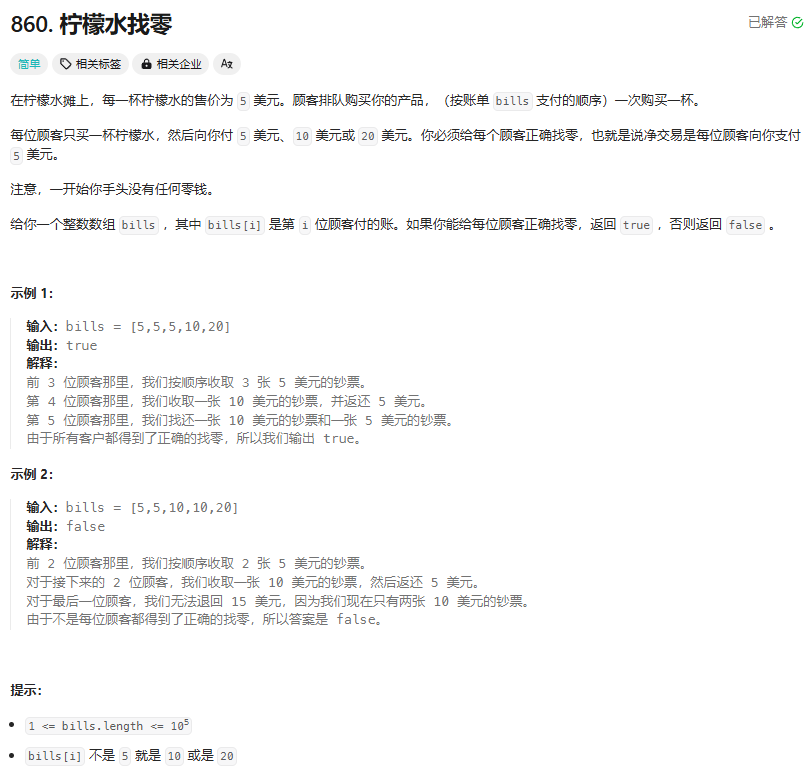 860. 柠檬水找零
已解答
简单
相关标签
相关企业
Az
在柠檬水摊上，每一杯柠檬水的售价为 5 美元。顾客排队购买你的产品，（按账单 bills 支付的顺序）一次购买一杯。
每位顾客只买一杯柠檬水，然后向你付 5 美元、10 美元或 20 美元。你必须给每个顾客正确找零，也就是说净交易是每位顾客向你支付
5 美元。
注意，一开始你手头没有任何零钱。
给你一个整数数组 bills ，其中 bills[i] 是第 i 位顾客付的账。如果你能给每位顾客正确找零，返回 true ，否则返回 false 。
示例 1：
输入：bills = [5,5,5,10,20]
输出：true
解释：
前 3 位顾客那里，我们按顺序收取 3 张 5 美元的钞票。
第 4 位顾客那里，我们收取一张 10 美元的钞票，并返还 5 美元。
第 5 位顾客那里，我们找还一张 10 美元的钞票和一张 5 美元的钞票。
由于所有客户都得到了正确的找零，所以我们输出 true。
示例 2：
输入：bills = [5,5,10,10,20]
输出：false
解释：
前 2 位顾客那里，我们按顺序收取 2 张 5 美元的钞票。
对于接下来的 2 位顾客，我们收取一张 10 美元的钞票，然后返还 5 美元。
对于最后一位顾客，我们无法退回 15 美元，因为我们现在只有两张 10 美元的钞票。
由于不是每位顾客都得到了正确的找零，所以答案是 false。
提示：
1 <= bills.length <= 10⁵
bills[i] 不是 5 就是 10 或是 20